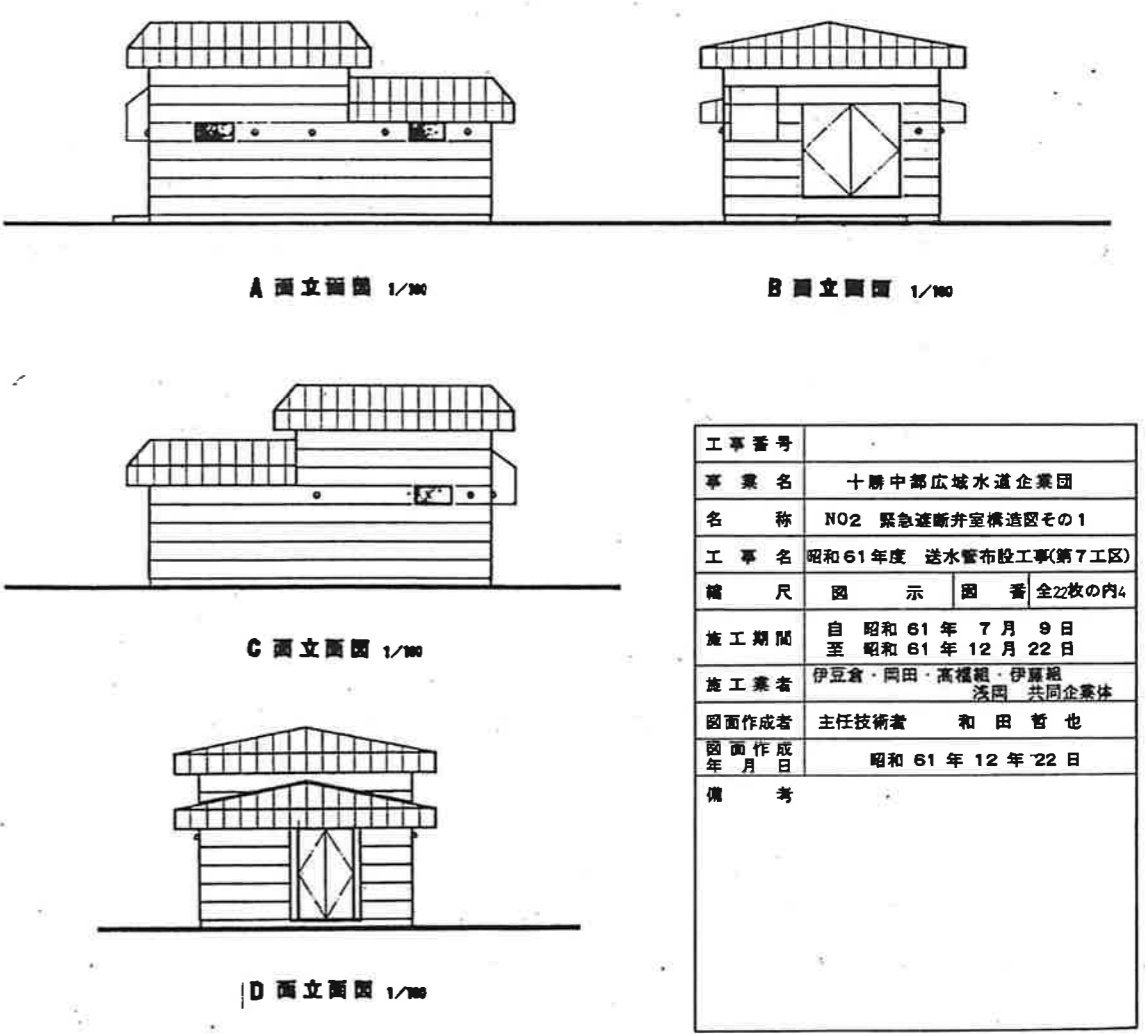 A 面立面図 1/100
B 面立面図 1/100
C 面立面図 1/100
D 面立面図 1/100
工事番号
事業名 十勝中部広域水道企業団
名称 NO2 緊急遮断弁室構造図その1
工事名 昭和61年度 送水管布設工事(第7工区)
縮尺 図示 図番 全22枚の内4
施工期間 自 昭和 61 年 7 月 9 日
至 昭和 61 年 12 月 22 日
施工業者 伊豆倉・岡田・高橋組・伊藤組
浅岡 共同企業体
図面作成者 主任技術者 和田哲也
図面作成
年月日 昭和 61 年 12 年 22 日
備考